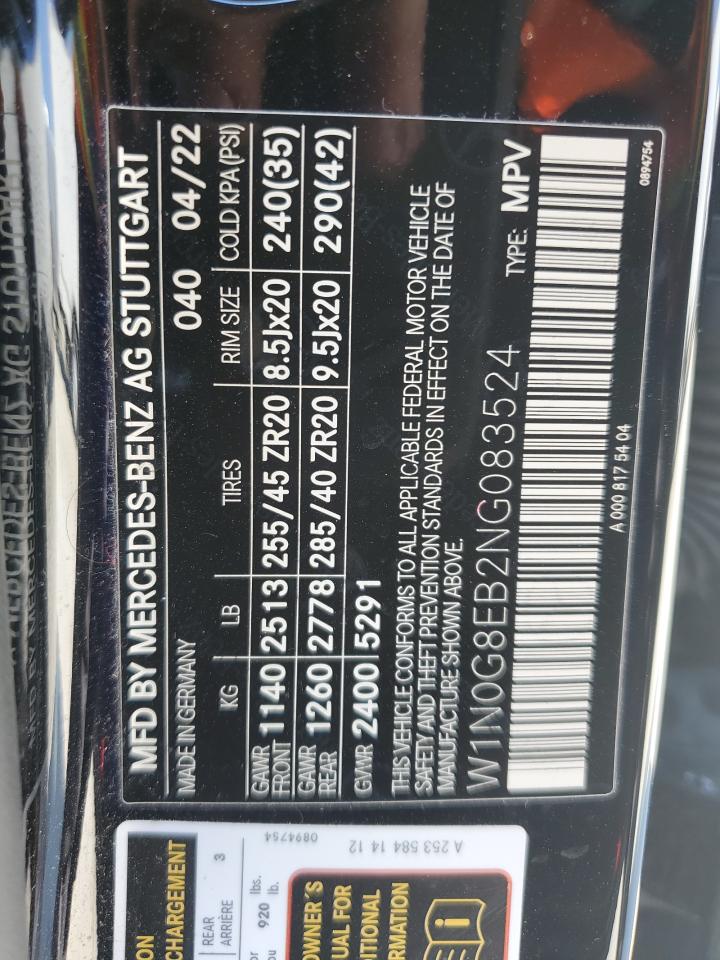 MFD BY MERCEDES-BENZ AG STUTTGART
MADE IN GERMANY 040 04/22
KG LB TIRES RIM SIZE COLD KPA(PSI)
GAWR FRONT 1140 2513 255/45 ZR20 8.5Jx20 240(35)
GAWR REAR 1260 2778 285/40 ZR20 9.5Jx20 290(42)
GVWR 2400 5291
THIS VEHICLE CONFORMS TO ALL APPLICABLE FEDERAL MOTOR VEHICLE
SAFETY AND THEFT PREVENTION STANDARDS IN EFFECT ON THE DATE OF
MANUFACTURE SHOWN ABOVE.
W1N0G8EB2NG083524 TYPE: MPV
A 000 817 54 04
0894754
CHARGEMENT
REAR 3
ARRIÈRE
920 lbs.
lb.
0894754
A 253 584 14 12
OWNER'S
FOR